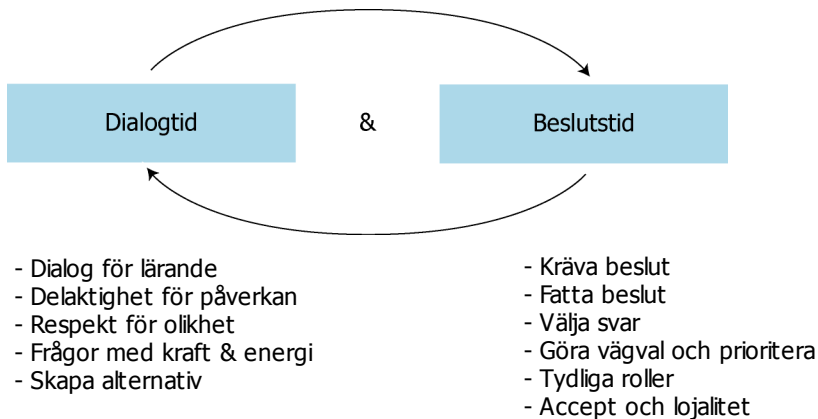 Dialogtid
&
Beslutstid
- Dialog för lärande
- Delaktighet för påverkan
- Respekt för olikhet
- Frågor med kraft & energi
- Skapa alternativ
- Kräva beslut
- Fatta beslut
- Välja svar
- Göra vägval och prioritera
- Tydliga roller
- Accept och lojalitet